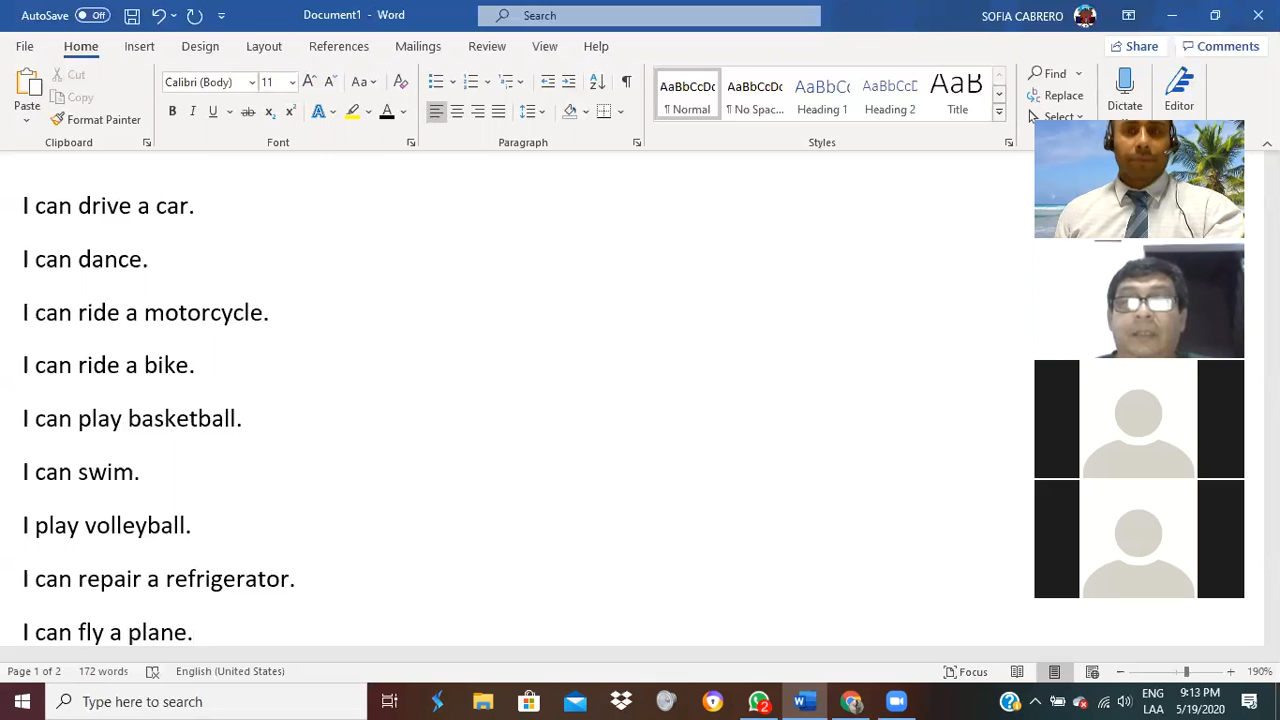 AutoSave Off Document1 - Word Search SOFIA CABRERO
File Home Insert Design Layout References Mailings Review View Help Share Comments
Paste Cut Copy Format Painter Clipboard
Calibri (Body) 11 Aa Font
Paragraph
AaBbCcDc ¶ Normal AaBbCcDc ¶ No Spac... AaBbCc Heading 1 AaBbCcE Heading 2 AaB Title Styles
Find Replace Select Dictate Editor
I can drive a car.
I can dance.
I can ride a motorcycle.
I can ride a bike.
I can play basketball.
I can swim.
I play volleyball.
I can repair a refrigerator.
I can fly a plane.
Page 1 of 2 172 words English (United States) Focus 190%
Type here to search 2 ENG LAA 9:13 PM 5/19/2020